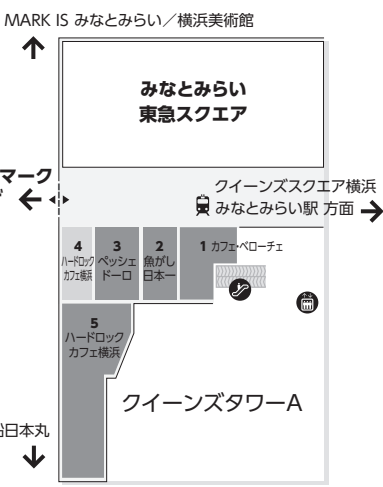 MARK IS みなとみらい／横浜美術館
みなとみらい
東急スクエア
マーク
クイーンズスクエア横浜
みなとみらい駅 方面
4
ハードロック
カフェ横浜
3
ペッシェ
ドーロ
2
魚がし
日本一
1 カフェ・ベローチェ
5
ハードロック
カフェ横浜
クイーンズタワーA
日本丸